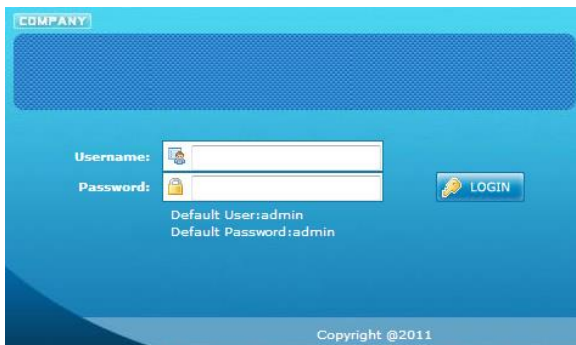 COMPANY
Username:
Password:
LOGIN
Default User:admin
Default Password:admin
Copyright @2011